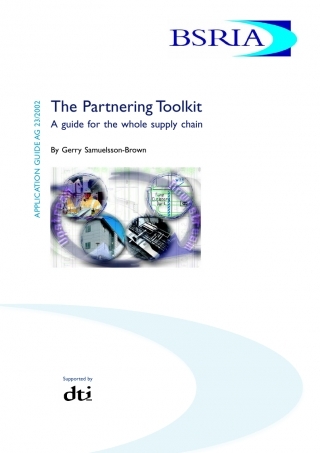 BSRIA
APPLICATION GUIDE AG 23/2002
The Partnering Toolkit
A guide for the whole supply chain
By Gerry Samuelsson-Brown
Supported by
dti